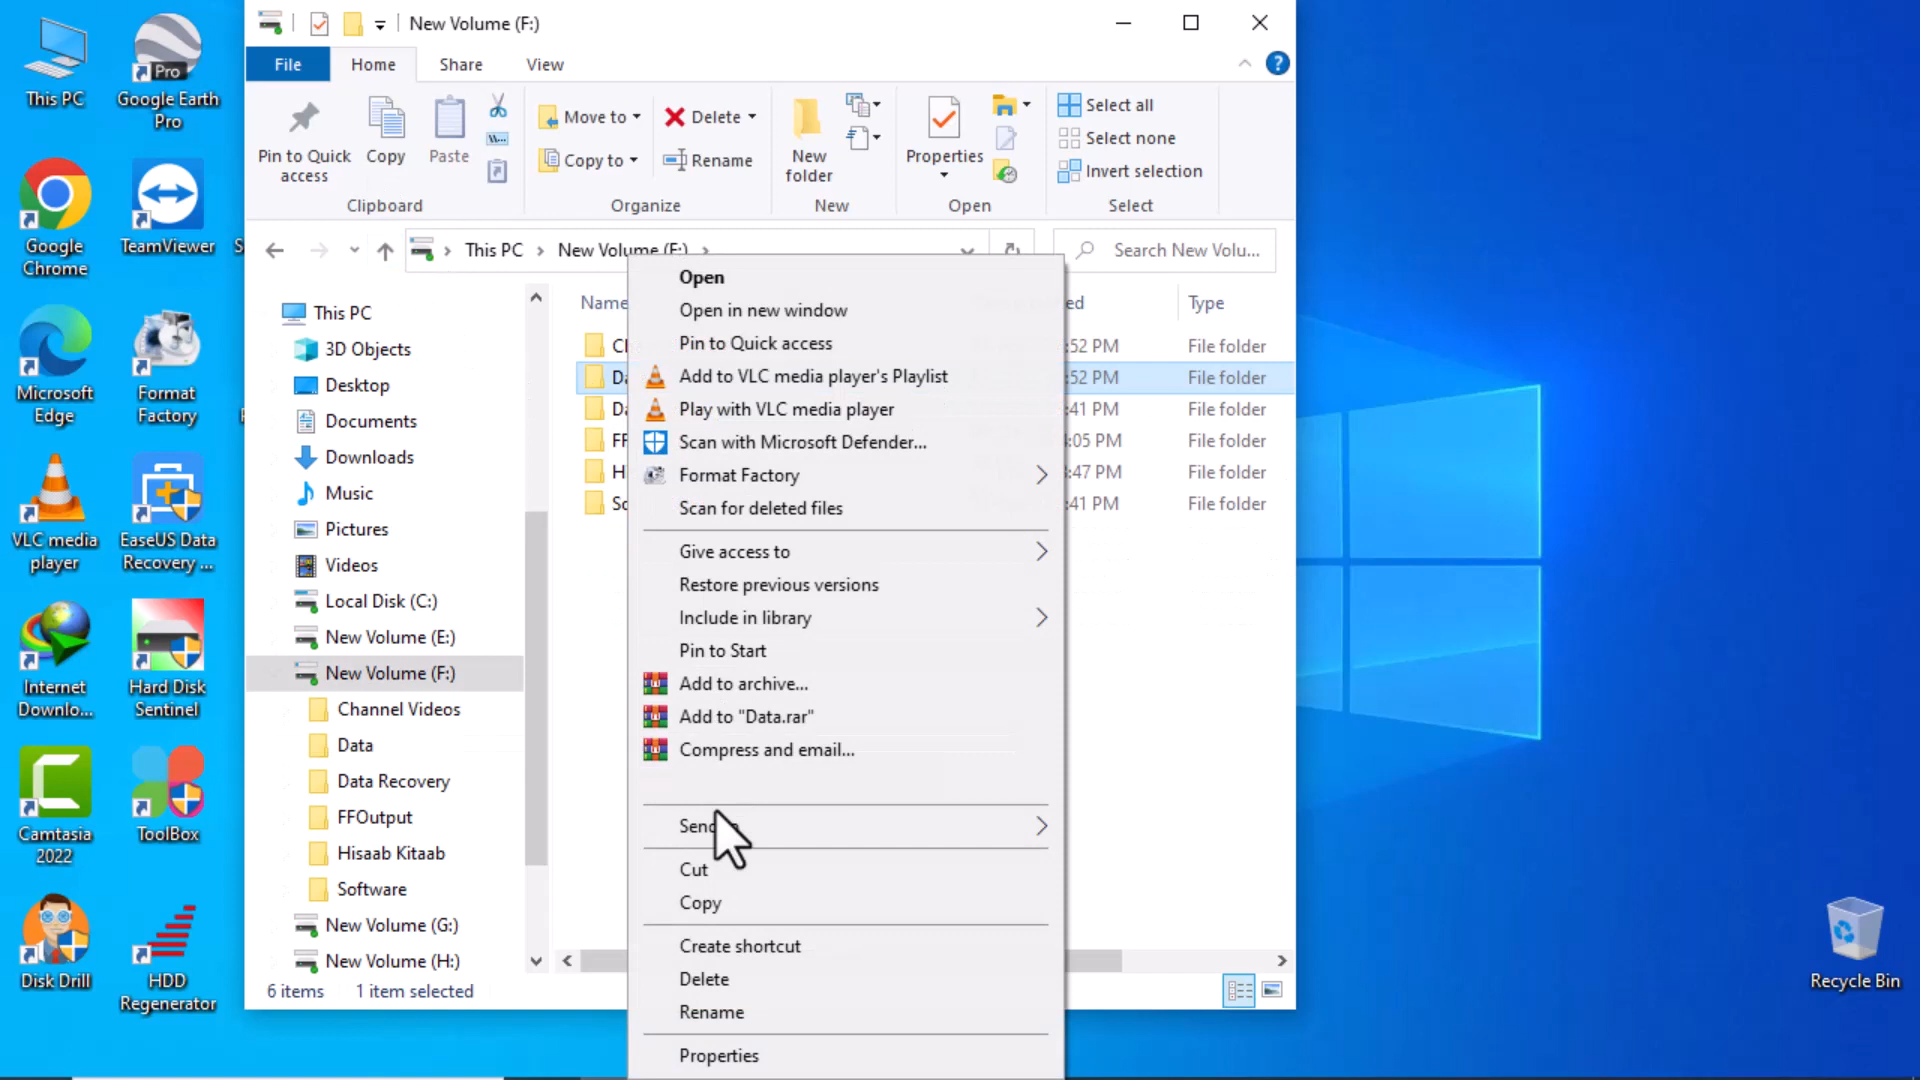 New Volume (F:)
File
Home
Share
View
Pin to Quick
access
Copy
Paste
Move to
Copy to
Delete
Rename
New
folder
Properties
Select all
Select none
Invert selection
Clipboard
Organize
New
Open
Select
This PC
New Volume (F:)
Search New Volu...
This PC
3D Objects
Desktop
Documents
Downloads
Music
Pictures
Videos
Local Disk (C:)
New Volume (E:)
New Volume (F:)
Channel Videos
Data
Data Recovery
FFOutput
Hisaab Kitaab
Software
New Volume (G:)
New Volume (H:)
Name
Type
:52 PM File folder
:52 PM File folder
:41 PM File folder
:05 PM File folder
:47 PM File folder
:41 PM File folder
Open
Open in new window
Pin to Quick access
Add to VLC media player's Playlist
Play with VLC media player
Scan with Microsoft Defender...
Format Factory
Scan for deleted files
Give access to
Restore previous versions
Include in library
Pin to Start
Add to archive...
Add to "Data.rar"
Compress and email...
Send
Cut
Copy
Create shortcut
Delete
Rename
Properties
6 items
1 item selected
This PC
Google Earth
Pro
Pro
Google
Chrome
TeamViewer
Microsoft
Edge
Format
Factory
VLC media
player
EaseUS Data
Recovery ...
Internet
Downlo...
Hard Disk
Sentinel
Camtasia
2022
ToolBox
Disk Drill
HDD
Regenerator
Recycle Bin